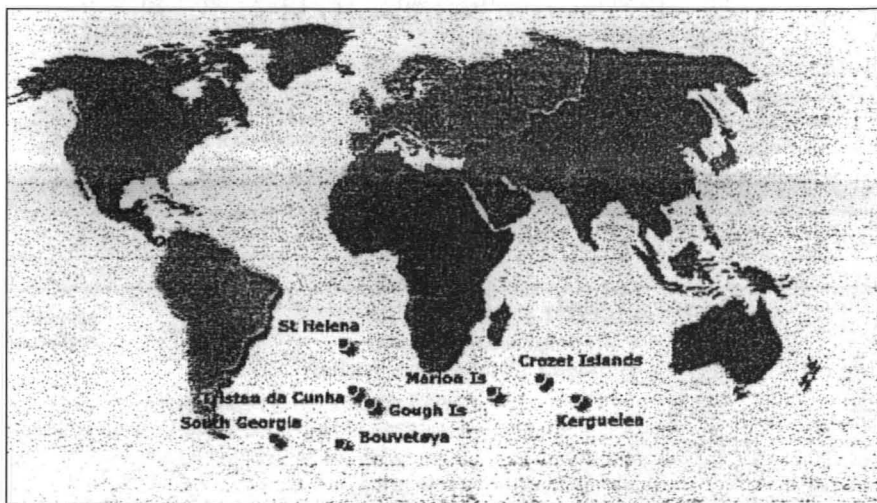 St Helena
Crozet Islands
Marion Is
Tristan da Cunha
Gough Is
Kerguelen
South Georgia
Bouvetøya